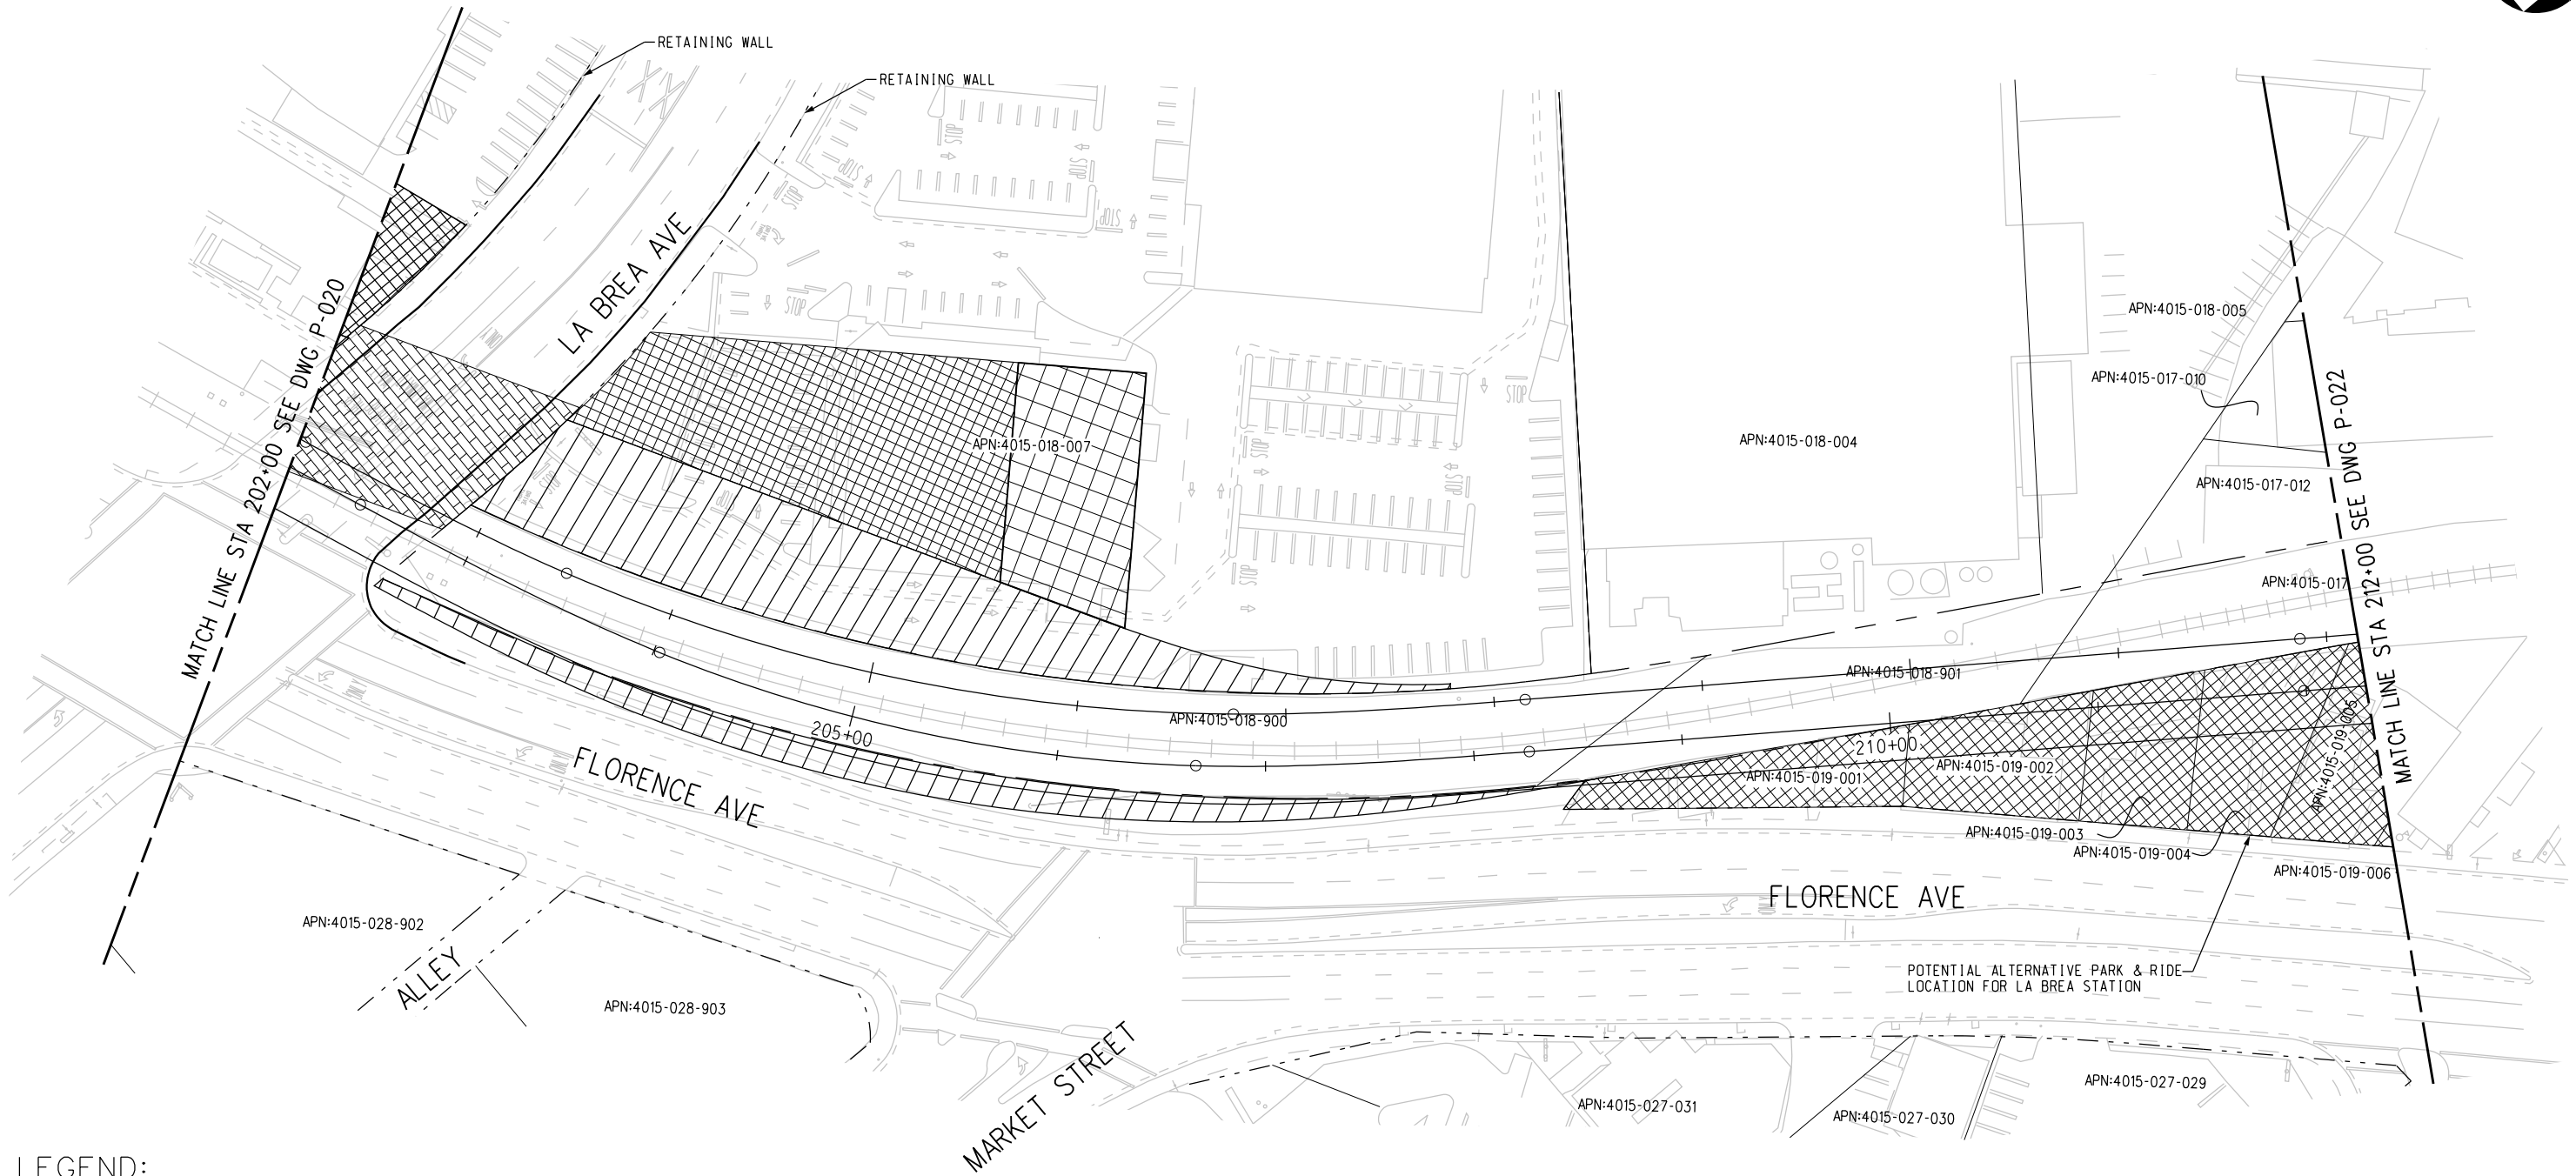 RETAINING WALL
RETAINING WALL
STOP
STOP
STOP
STOP
STOP
STOP
LA BREA AVE
MATCH LINE STA 202+00 SEE DWG P-020
APN:4015-018-005
APN:4015-017-010
STOP
APN:4015-018-007
APN:4015-018-004
STOP
STOP
APN:4015-017-012
MATCH LINE STA 212+00 SEE DWG P-022
STOP
STOP
STOP
APN:4015-017
APN:4015-018-901
APN:4015-018-900
205+00
210+00
APN:4015-019-001
APN:4015-019-002
APN:4015-019-005
FLORENCE AVE
APN:4015-019-003
APN:4015-019-004
APN:4015-019-006
FLORENCE AVE
APN:4015-028-902
ALLEY
APN:4015-028-903
POTENTIAL ALTERNATIVE PARK & RIDE
LOCATION FOR LA BREA STATION
MARKET STREET
APN:4015-027-031
APN:4015-027-030
APN:4015-027-029
LEGEND: